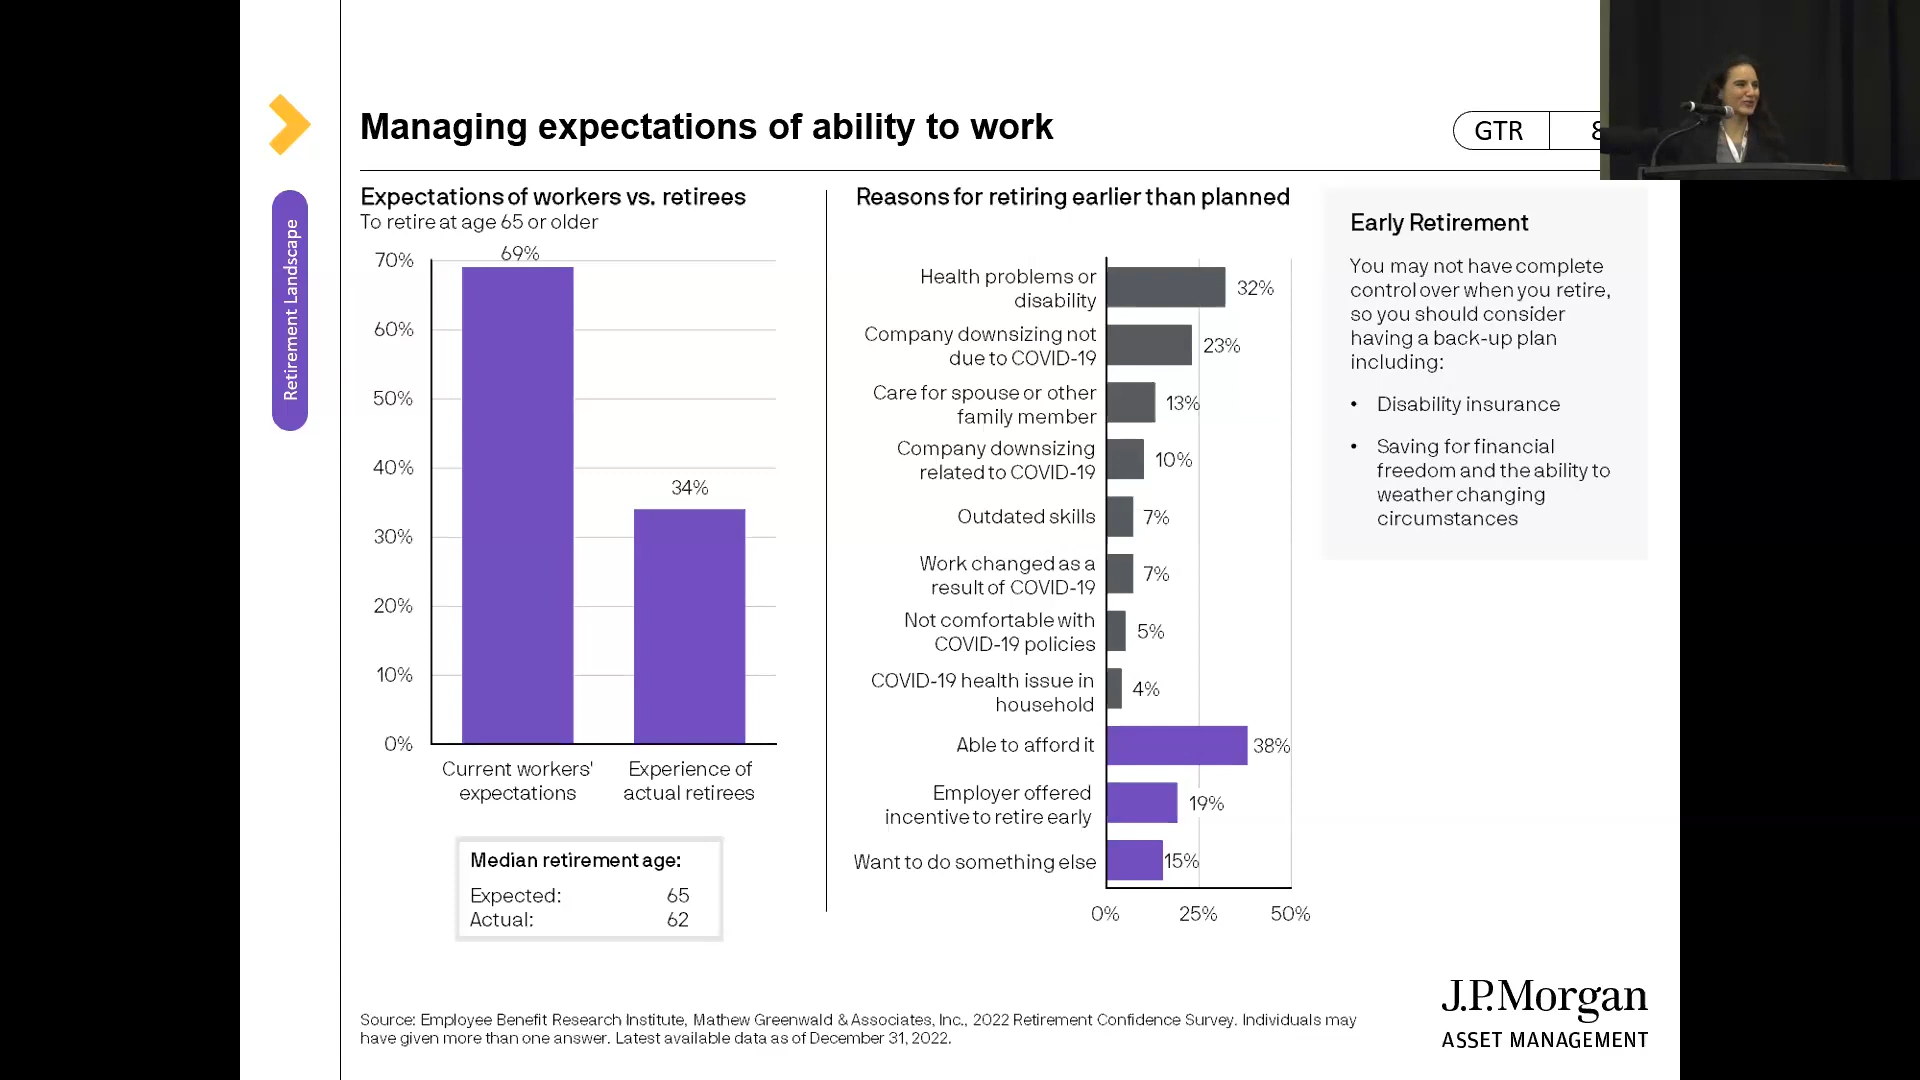 Managing expectations of ability to work
GTR
8
Retirement Landscape
Expectations of workers vs. retirees
To retire at age 65 or older
70%
60%
50%
40%
30%
20%
10%
0%
69%
34%
Current workers'
expectations
Experience of
actual retirees
Median retirement age:
Expected: 65
Actual: 62
Reasons for retiring earlier than planned
Health problems or
disability
32%
Company downsizing not
due to COVID-19
23%
Care for spouse or other
family member
13%
Company downsizing
related to COVID-19
10%
Outdated skills
7%
Work changed as a
result of COVID-19
7%
Not comfortable with
COVID-19 policies
5%
COVID-19 health issue in
household
4%
Able to afford it
38%
Employer offered
incentive to retire early
19%
Want to do something else
15%
0% 25% 50%
Early Retirement
You may not have complete
control over when you retire,
so you should consider
having a back-up plan
including:
• Disability insurance
• Saving for financial
freedom and the ability to
weather changing
circumstances
Source: Employee Benefit Research Institute, Mathew Greenwald & Associates, Inc., 2022 Retirement Confidence Survey. Individuals may
have given more than one answer. Latest available data as of December 31, 2022.
J.P.Morgan
ASSET MANAGEMENT